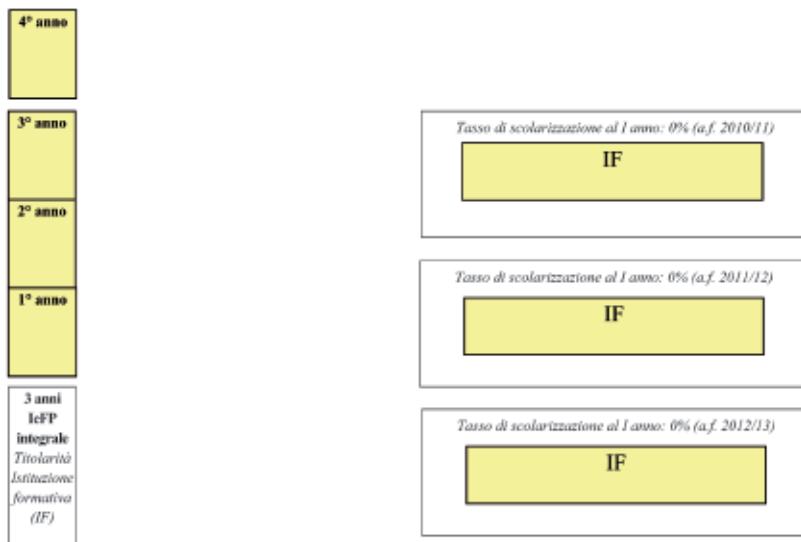 4° anno
3° anno
2° anno
1° anno
3 anni
IeFP
integrale
Titolarità
Istituzione
formativa
(IF)
Tasso di scolarizzazione al I anno: 0% (a.f. 2010/11)
IF
Tasso di scolarizzazione al I anno: 0% (a.f. 2011/12)
IF
Tasso di scolarizzazione al I anno: 0% (a.f. 2012/13)
IF